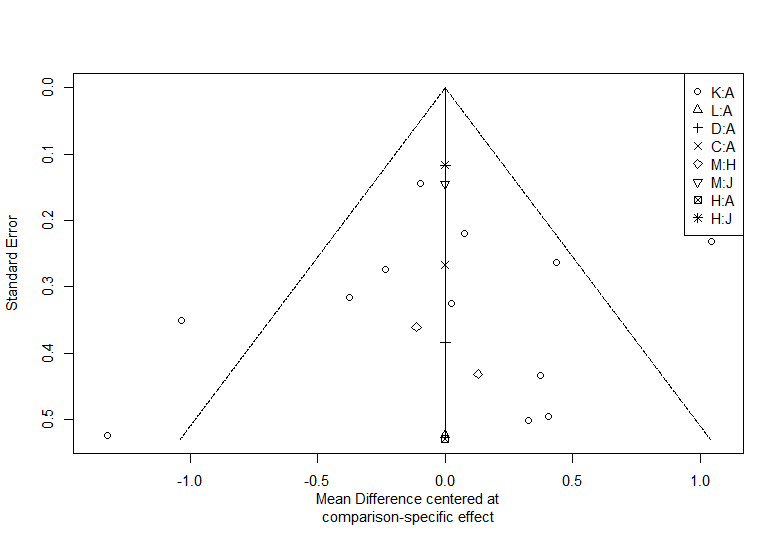 K:A
L:A
D:A
C:A
M:H
M:J
H:A
H:J
0.0
0.1
0.2
0.3
0.4
0.5
Standard Error
-1.0
-0.5
0.0
0.5
1.0
Mean Difference centered at
comparison-specific effect